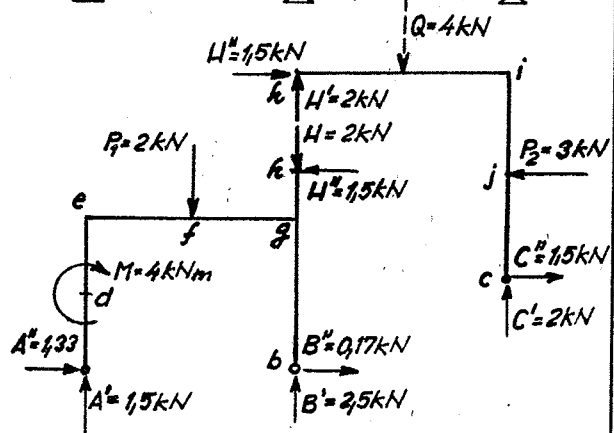 Q=4kN
H"=1,5kN
i
h
H'=2kN
H=2kN
P₁=2kN
P₂=3kN
h
j
H"=1,5kN
e
f
g
M=4kNm
d
C"=1,5kN
c
C'=2kN
A"=1,33
b
B"=0,17kN
A'=1,5kN
B'=2,5kN